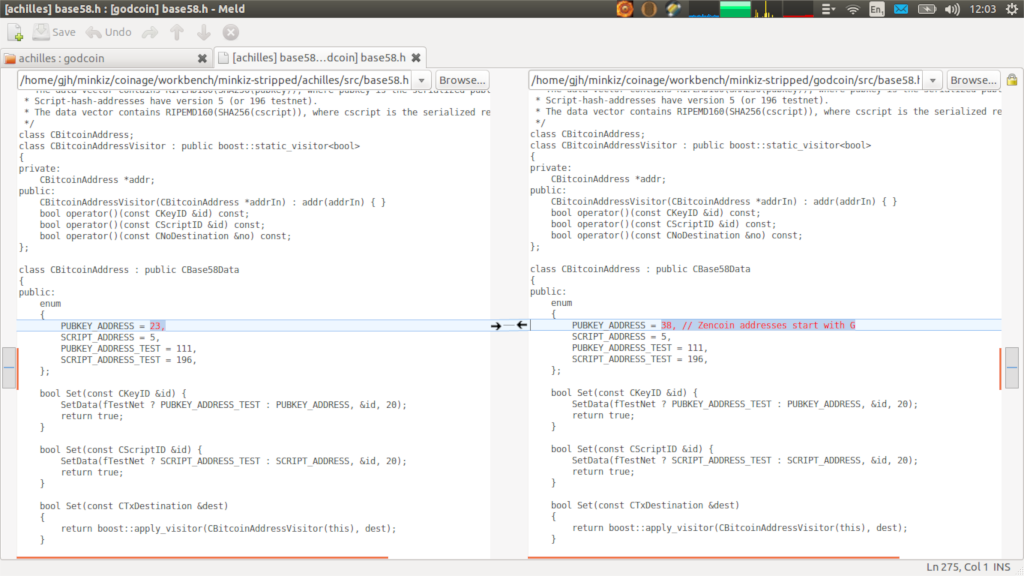 [achilles] base58.h : [godcoin] base58.h - Meld
En
12:03
Save
Undo
achilles : godcoin
[achilles] base58...dcoin] base58.h
/home/gjh/minkiz/coinage/workbench/minkiz-stripped/achilles/src/base58.h
Browse...
* Script-hash-addresses have version 5 (or 196 testnet).
* The data vector contains RIPEMD160(SHA256(cscript)), where cscript is the serialized re
*/
class CBitcoinAddress;
class CBitcoinAddressVisitor : public boost::static_visitor<bool>
{
private:
CBitcoinAddress *addr;
public:
CBitcoinAddressVisitor(CBitcoinAddress *addrIn) : addr(addrIn) { }
bool operator()(const CKeyID &id) const;
bool operator()(const CScriptID &id) const;
bool operator()(const CNoDestination &no) const;
};
class CBitcoinAddress : public CBase58Data
{
public:
enum
{
PUBKEY_ADDRESS = 23,
SCRIPT_ADDRESS = 5,
PUBKEY_ADDRESS_TEST = 111,
SCRIPT_ADDRESS_TEST = 196,
};
bool Set(const CKeyID &id) {
SetData(fTestNet ? PUBKEY_ADDRESS_TEST : PUBKEY_ADDRESS, &id, 20);
return true;
}
bool Set(const CScriptID &id) {
SetData(fTestNet ? SCRIPT_ADDRESS_TEST : SCRIPT_ADDRESS, &id, 20);
return true;
}
bool Set(const CTxDestination &dest)
{
return boost::apply_visitor(CBitcoinAddressVisitor(this), dest);
}
/home/gjh/minkiz/coinage/workbench/minkiz-stripped/godcoin/src/base58.h
Browse...
* Script-hash-addresses have version 5 (or 196 testnet).
* The data vector contains RIPEMD160(SHA256(cscript)), where cscript is the serialized re
*/
class CBitcoinAddress;
class CBitcoinAddressVisitor : public boost::static_visitor<bool>
{
private:
CBitcoinAddress *addr;
public:
CBitcoinAddressVisitor(CBitcoinAddress *addrIn) : addr(addrIn) { }
bool operator()(const CKeyID &id) const;
bool operator()(const CScriptID &id) const;
bool operator()(const CNoDestination &no) const;
};
class CBitcoinAddress : public CBase58Data
{
public:
enum
{
PUBKEY_ADDRESS = 38, // Zencoin addresses start with G
SCRIPT_ADDRESS = 5,
PUBKEY_ADDRESS_TEST = 111,
SCRIPT_ADDRESS_TEST = 196,
};
bool Set(const CKeyID &id) {
SetData(fTestNet ? PUBKEY_ADDRESS_TEST : PUBKEY_ADDRESS, &id, 20);
return true;
}
bool Set(const CScriptID &id) {
SetData(fTestNet ? SCRIPT_ADDRESS_TEST : SCRIPT_ADDRESS, &id, 20);
return true;
}
bool Set(const CTxDestination &dest)
{
return boost::apply_visitor(CBitcoinAddressVisitor(this), dest);
}
Ln 275, Col 1 INS